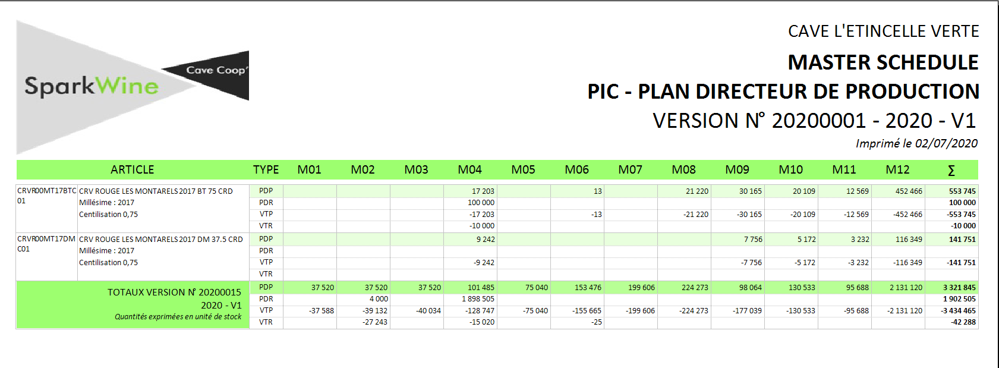 CAVE L'ETINCELLE VERTE
SparkWine
Cave Coop'
MASTER SCHEDULE
PIC - PLAN DIRECTEUR DE PRODUCTION
VERSION N° 20200001 - 2020 - V1
Imprimé le 02/07/2020
ARTICLE TYPE M01 M02 M03 M04 M05 M06 M07 M08 M09 M10 M11 M12 ∑
CRVR00MT17BTC CRV ROUGE LES MONTARELS 2017 BT 75 CRD PDP 17 203 13 21 220 30 165 20 109 12 569 452 466 553 745
01 Millésime : 2017 PDR 100 000 100 000
Centilisation 0,75 VTP -17 203 -13 -21 220 -30 165 -20 109 -12 569 -452 466 -553 745
VTR -10 000 -10 000
CRVR00MT17DM CRV ROUGE LES MONTARELS 2017 DM 37.5 CRD PDP 9 242 7 756 5 172 3 232 116 349 141 751
C01 Millésime : 2017 PDR
Centilisation 0,75 VTP -9 242 -7 756 -5 172 -3 232 -116 349 -141 751
VTR
TOTAUX VERSION N° 20200015 PDP 37 520 37 520 37 520 101 485 75 040 153 476 199 606 224 273 98 064 130 533 95 688 2 131 120 3 321 845
2020 - V1 PDR 4 000 1 898 505 1 902 505
Quantités exprimées en unité de stock VTP -37 588 -39 132 -40 034 -128 747 -75 040 -155 665 -199 606 -224 273 -177 039 -130 533 -95 688 -2 131 120 -3 434 465
VTR -27 243 -15 020 -25 -42 288